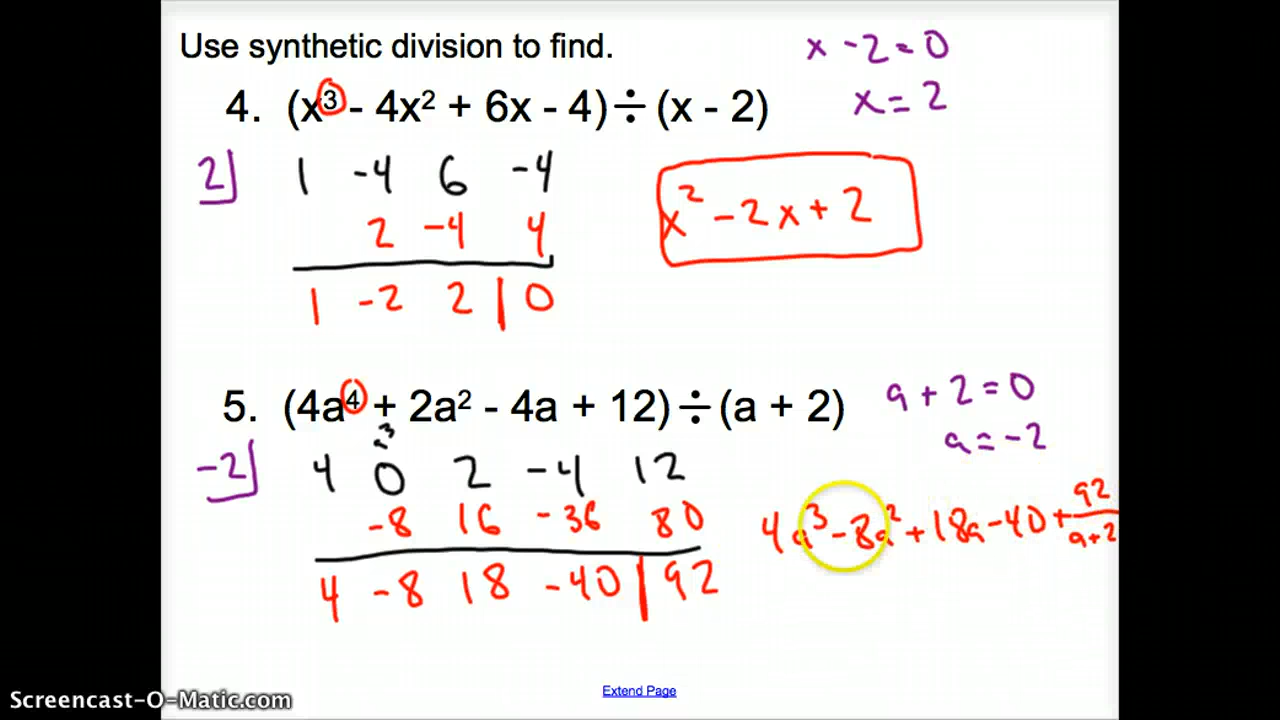 Use synthetic division to find.
x - 2 = 0
4. (x³ - 4x² + 6x - 4) ÷ (x - 2)
x = 2
2 1 -4 6 -4
2 -4 4
x² - 2x + 2
1 -2 2 | 0
5. (4a⁴ + 2a² - 4a + 12) ÷ (a + 2)
a + 2 = 0
a = -2
a³
-2 4 0 2 -4 12
-8 16 -36 80
4a³ - 8a² + 18a - 40 + 92/a+2
4 -8 18 -40 | 92
Extend Page
Screencast-O-Matic.com